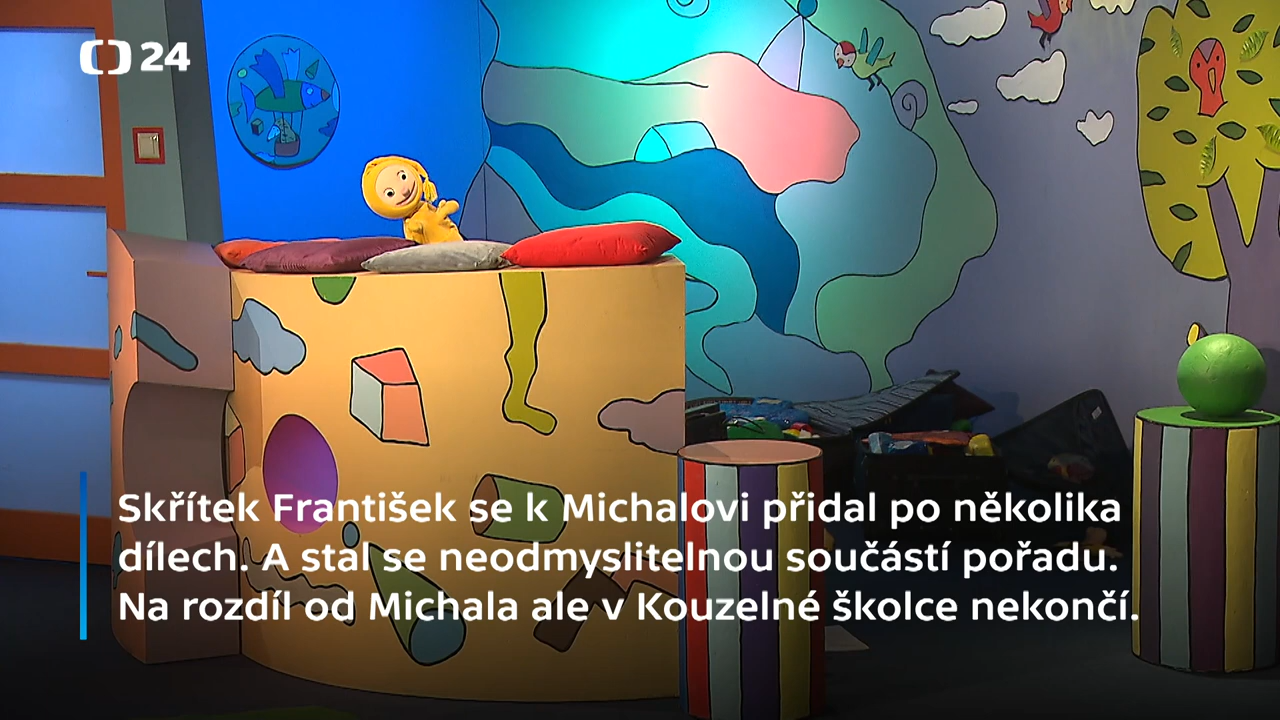 24
Skřítek František se k Michalovi přidal po několika
dílech. A stal se neodmyslitelnou součástí pořadu.
Na rozdíl od Michala ale v Kouzelné školce nekončí.